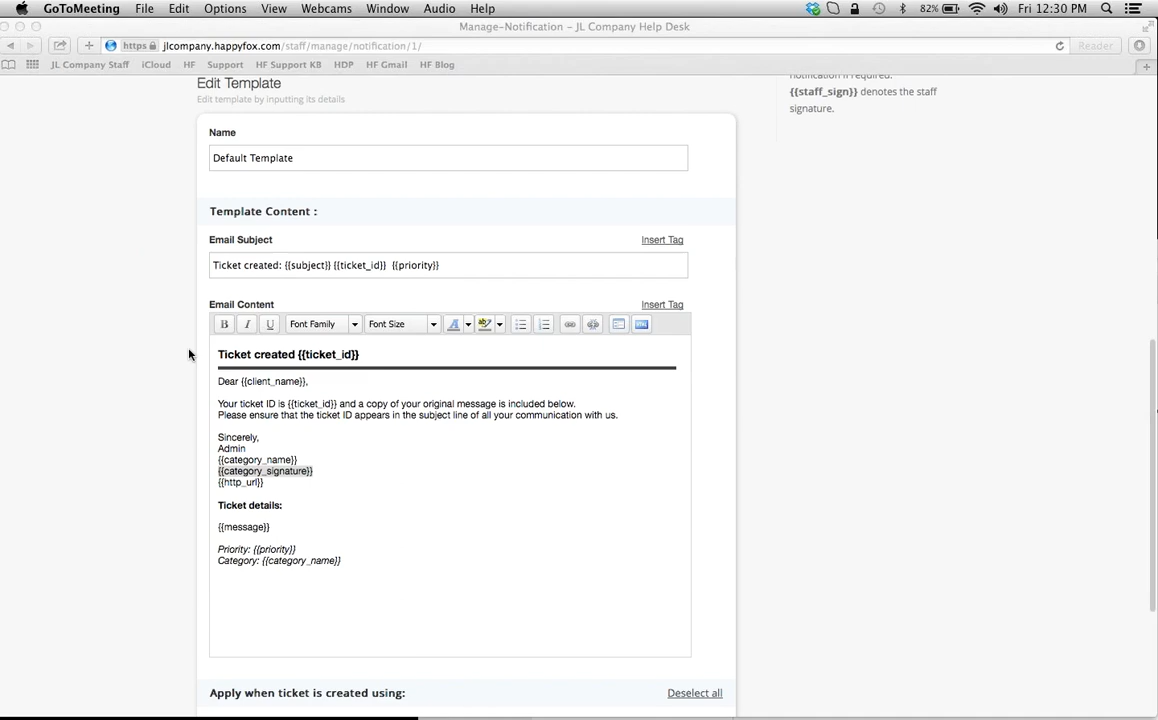 GoToMeeting File Edit Options View Webcams Window Audio Help 82% Fri 12:30 PM
Manage-Notification – JL Company Help Desk
https jlcompany.happyfox.com/staff/manage/notification/1/ Reader
JL Company Staff iCloud HF Support HF Support KB HDP HF Gmail HF Blog
notification if required.
{{staff_sign}} denotes the staff
signature.
Edit Template
Edit template by inputting its details
Name
Default Template
Template Content :
Email Subject Insert Tag
Ticket created: {{subject}} {{ticket_id}} {{priority}}
Email Content Insert Tag
B I U Font Family Font Size A ab
Ticket created {{ticket_id}}
Dear {{client_name}},
Your ticket ID is {{ticket_id}} and a copy of your original message is included below.
Please ensure that the ticket ID appears in the subject line of all your communication with us.
Sincerely,
Admin
{{category_name}}
{{category_signature}}
{{http_url}}
Ticket details:
{{message}}
Priority: {{priority}}
Category: {{category_name}}
Apply when ticket is created using: Deselect all